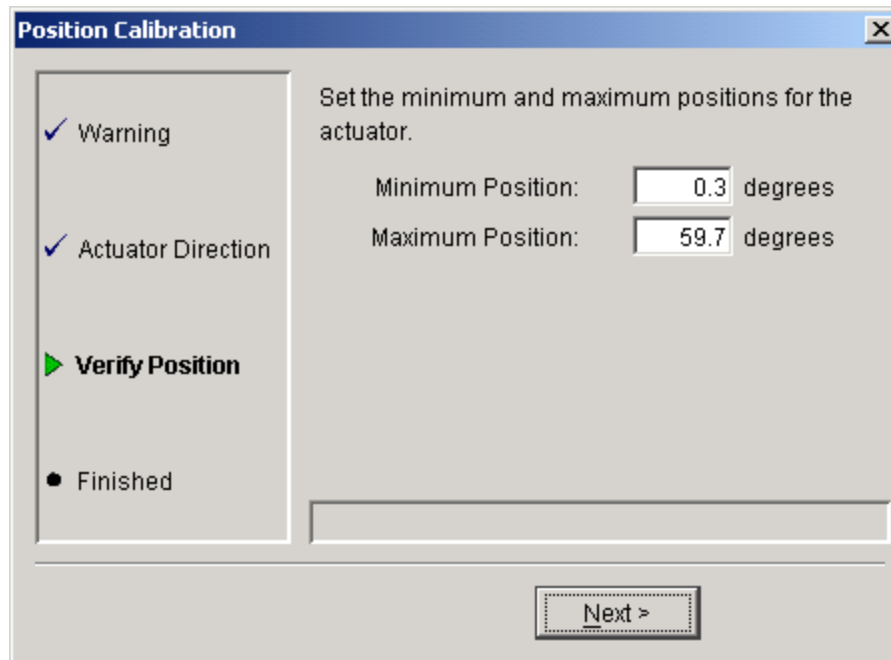 Position Calibration
Warning
Actuator Direction
Verify Position
Finished
Set the minimum and maximum positions for the
actuator.
Minimum Position: 0.3 degrees
Maximum Position: 59.7 degrees
Next >